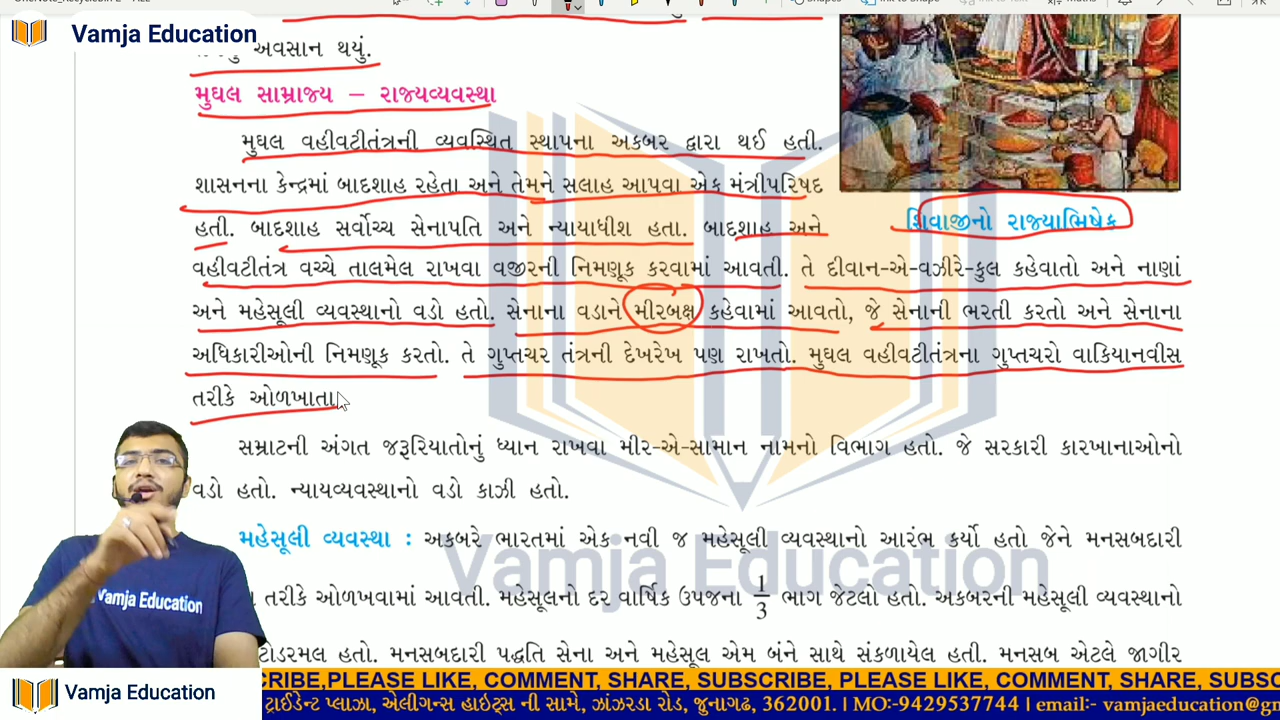 Vamja Education
અવસાન થયું.
મુઘલ સામ્રાજ્ય – રાજ્યવ્યવસ્થા
મુઘલ વહીવટીતંત્રની વ્યવસ્થિત સ્થાપના અકબર દ્વારા થઈ હતી.
શાસનના કેન્દ્રમાં બાદશાહ રહેતા અને તેમને સલાહ આપવા એક મંત્રીપરિષદ
હતી. બાદશાહ સર્વોચ્ચ સેનાપતિ અને ન્યાયાધીશ હતા. બાદશાહ અને
શિવાજીનો રાજ્યાભિષેક
વહીવટીતંત્ર વચ્ચે તાલમેલ રાખવા વજીરની નિમણૂક કરવામાં આવતી. તે દીવાન-એ-વઝીરે-કુલ કહેવાતો અને નાણાં
અને મહેસૂલી વ્યવસ્થાનો વડો હતો. સેનાના વડાને મીરબક્ષ કહેવામાં આવતો, જે સેનાની ભરતી કરતો અને સેનાના
અધિકારીઓની નિમણૂક કરતો. તે ગુપ્તચર તંત્રની દેખરેખ પણ રાખતો. મુઘલ વહીવટીતંત્રના ગુપ્તચરો વાકિયાનવીસ
તરીકે ઓળખાતા
સમ્રાટની અંગત જરૂરિયાતોનું ધ્યાન રાખવા મીર-એ-સામાન નામનો વિભાગ હતો. જે સરકારી કારખાનાઓનો
વડો હતો. ન્યાયવ્યવસ્થાનો વડો કાઝી હતો.
મહેસૂલી વ્યવસ્થા : અકબરે ભારતમાં એક નવી જ મહેસૂલી વ્યવસ્થાનો આરંભ કર્યો હતો જેને મનસબદારી
તરીકે ઓળખવામાં આવતી. મહેસૂલનો દર વાર્ષિક ઉપજના 1/3 ભાગ જેટલો હતો. અકબરની મહેસૂલી વ્યવસ્થાનો
ટોડરમલ હતો. મનસબદારી પદ્ધતિ સેના અને મહેસૂલ એમ બંને સાથે સંકળાયેલ હતી. મનસબ એટલે જાગીર
Vamja Education
Vamja Education
Vamja Education
CRIBE,PLEASE LIKE, COMMENT, SHARE, SUBSCRIBE, PLEASE LIKE, COMMENT, SHARE, SUBSC
ટ્રાઈડેન્ટ પ્લાઝા, એલીગન્સ હાઇટ્સ ની સામે, ઝાંઝરડા રોડ, જુનાગઢ, 362001. | MO:-9429537744 | email:- vamjaeducation@g